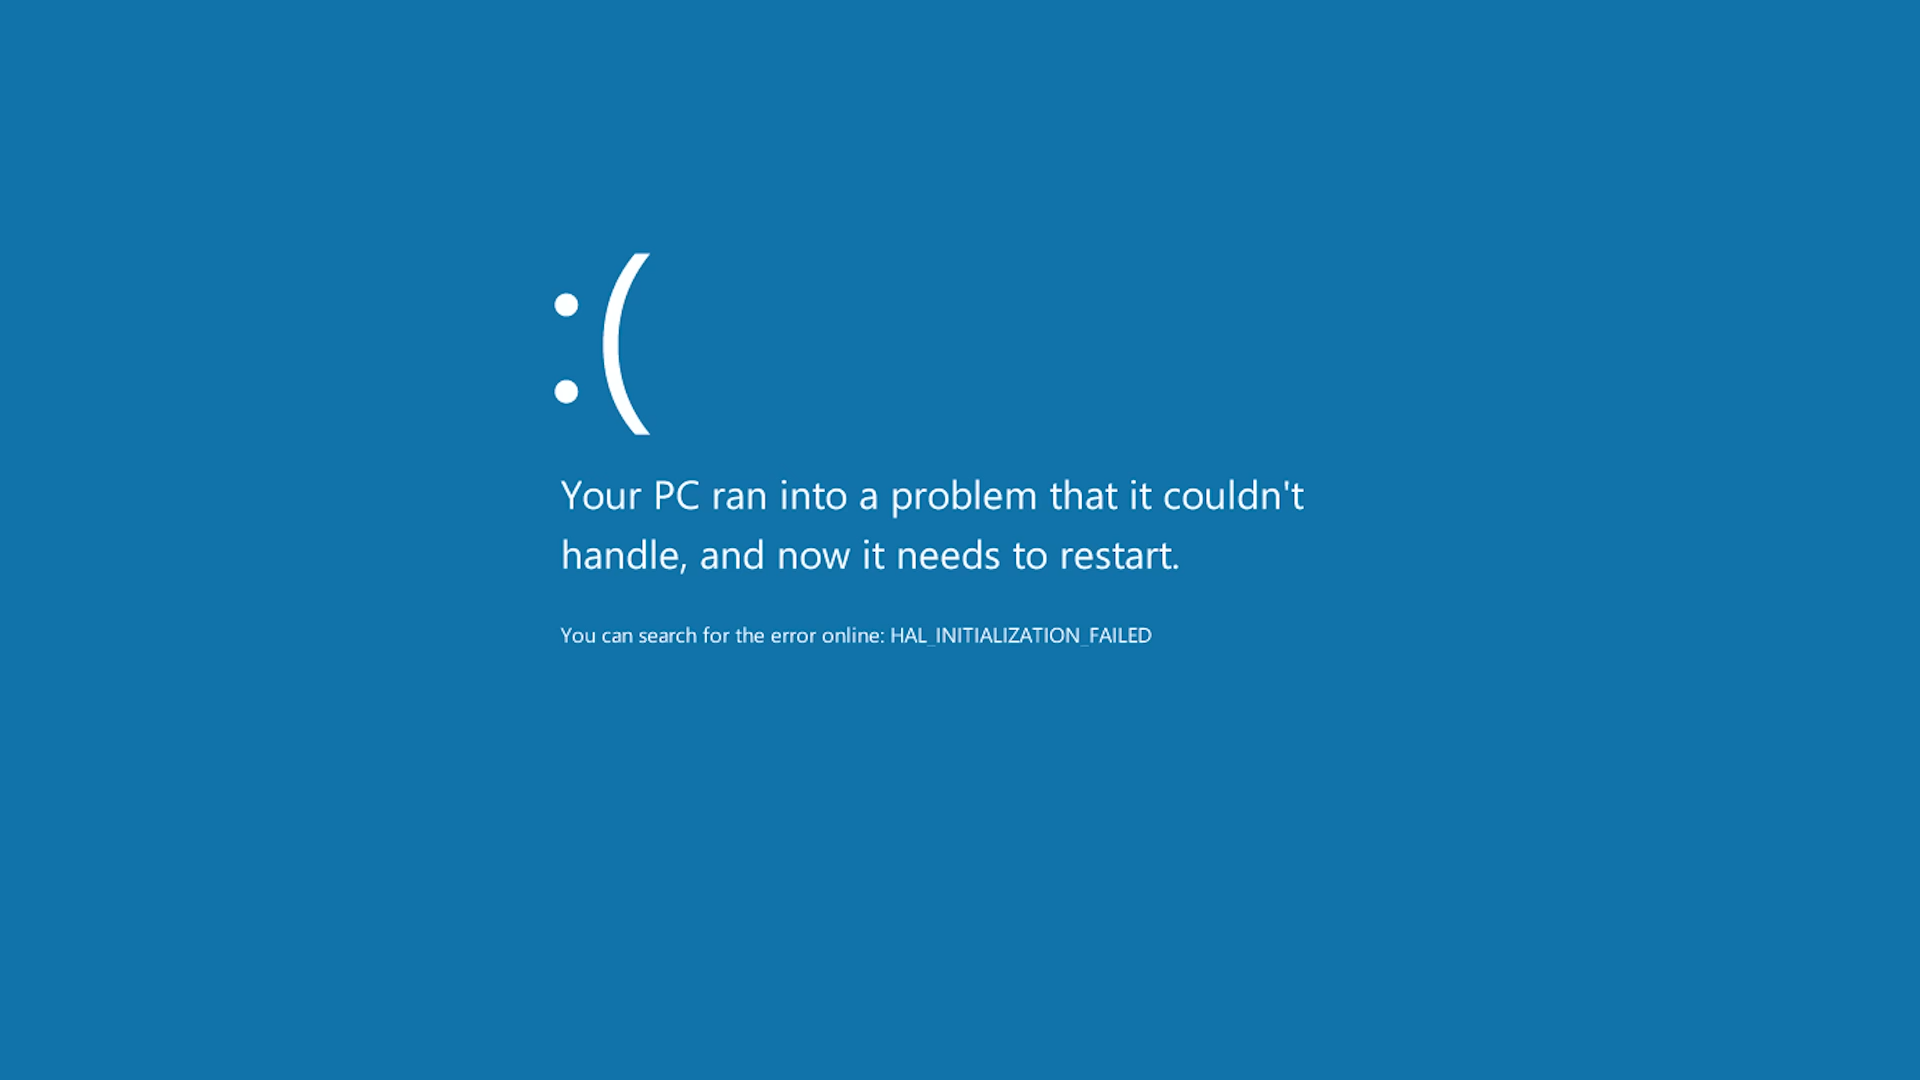 :(
Your PC ran into a problem that it couldn't
handle, and now it needs to restart.
You can search for the error online: HAL_INITIALIZATION_FAILED